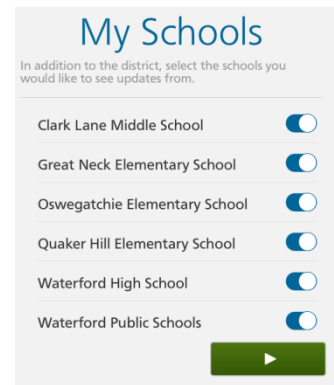 My Schools
In addition to the district, select the schools you
would like to see updates from.
Clark Lane Middle School
Great Neck Elementary School
Oswegatchie Elementary School
Quaker Hill Elementary School
Waterford High School
Waterford Public Schools